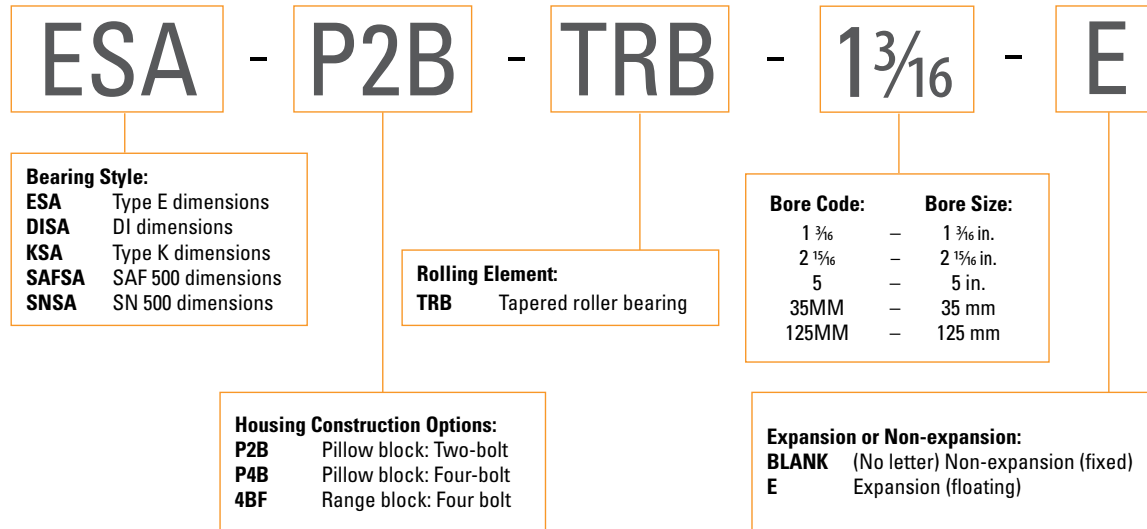 ESA - P2B - TRB - 1 3/16 - E
Bearing Style:
ESA Type E dimensions
DISA DI dimensions
KSA Type K dimensions
SAFSA SAF 500 dimensions
SNSA SN 500 dimensions
Rolling Element:
TRB Tapered roller bearing
Bore Code: Bore Size:
1 3/16 – 1 3/16 in.
2 15/16 – 2 15/16 in.
5 – 5 in.
35MM – 35 mm
125MM – 125 mm
Housing Construction Options:
P2B Pillow block: Two-bolt
P4B Pillow block: Four-bolt
4BF Range block: Four bolt
Expansion or Non-expansion:
BLANK (No letter) Non-expansion (fixed)
E Expansion (floating)